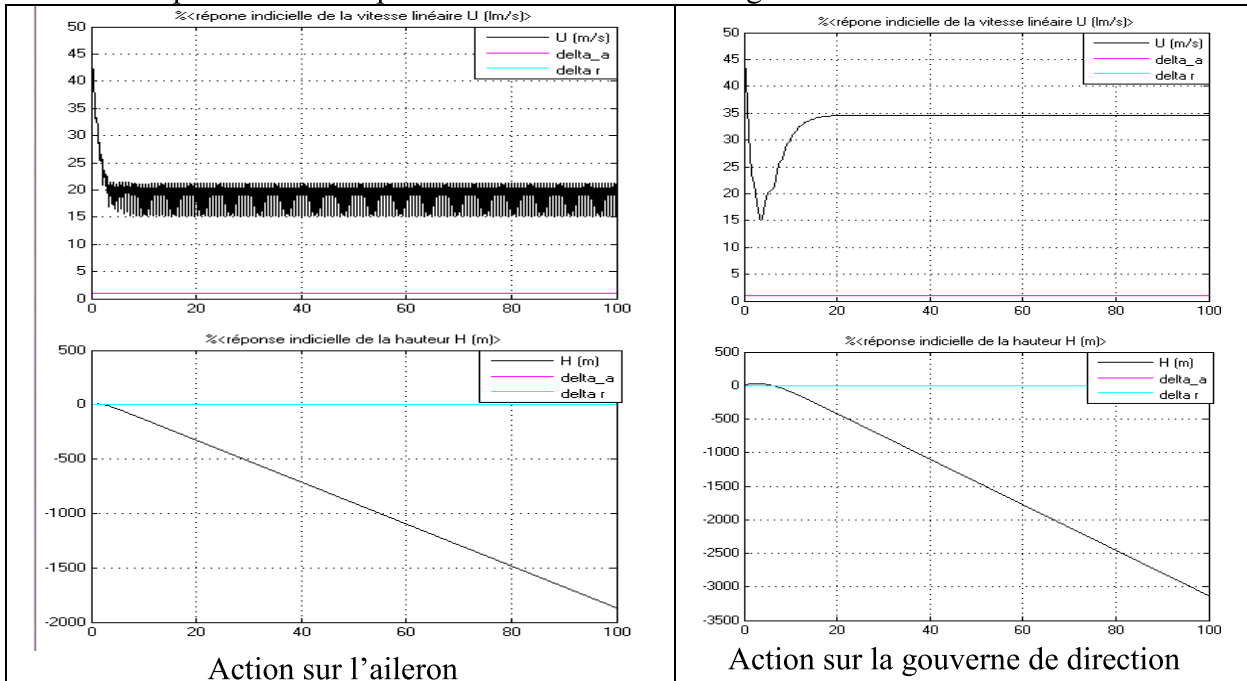 %<répone indicielle de la vitesse linéaire U (lm/s)>
50
45
40
35
30
25
20
15
10
5
0
0 20 40 60 80 100
U (m/s)
delta_a
delta r
%<réponse indicielle de la hauteur H (m)>
500
0
-500
-1000
-1500
-2000
0 20 40 60 80 100
H (m)
delta_a
delta r
Action sur l'aileron
%<répone indicielle de la vitesse linéaire U (lm/s)>
50
45
40
35
30
25
20
15
10
5
0
0 20 40 60 80 100
U (m/s)
delta_a
delta r
%<réponse indicielle de la hauteur H (m)>
500
0
-500
-1000
-1500
-2000
-2500
-3000
-3500
0 20 40 60 80 100
H (m)
delta_a
delta r
Action sur la gouverne de direction